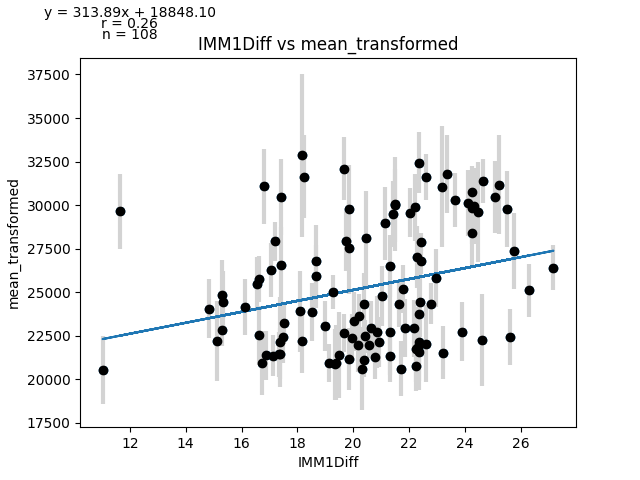 y = 313.89x + 18848.10
r = 0.26
n = 108
IMM1Diff vs mean_transformed
mean_transformed
37500
35000
32500
30000
27500
25000
22500
20000
17500
12 14 16 18 20 22 24 26
IMM1Diff